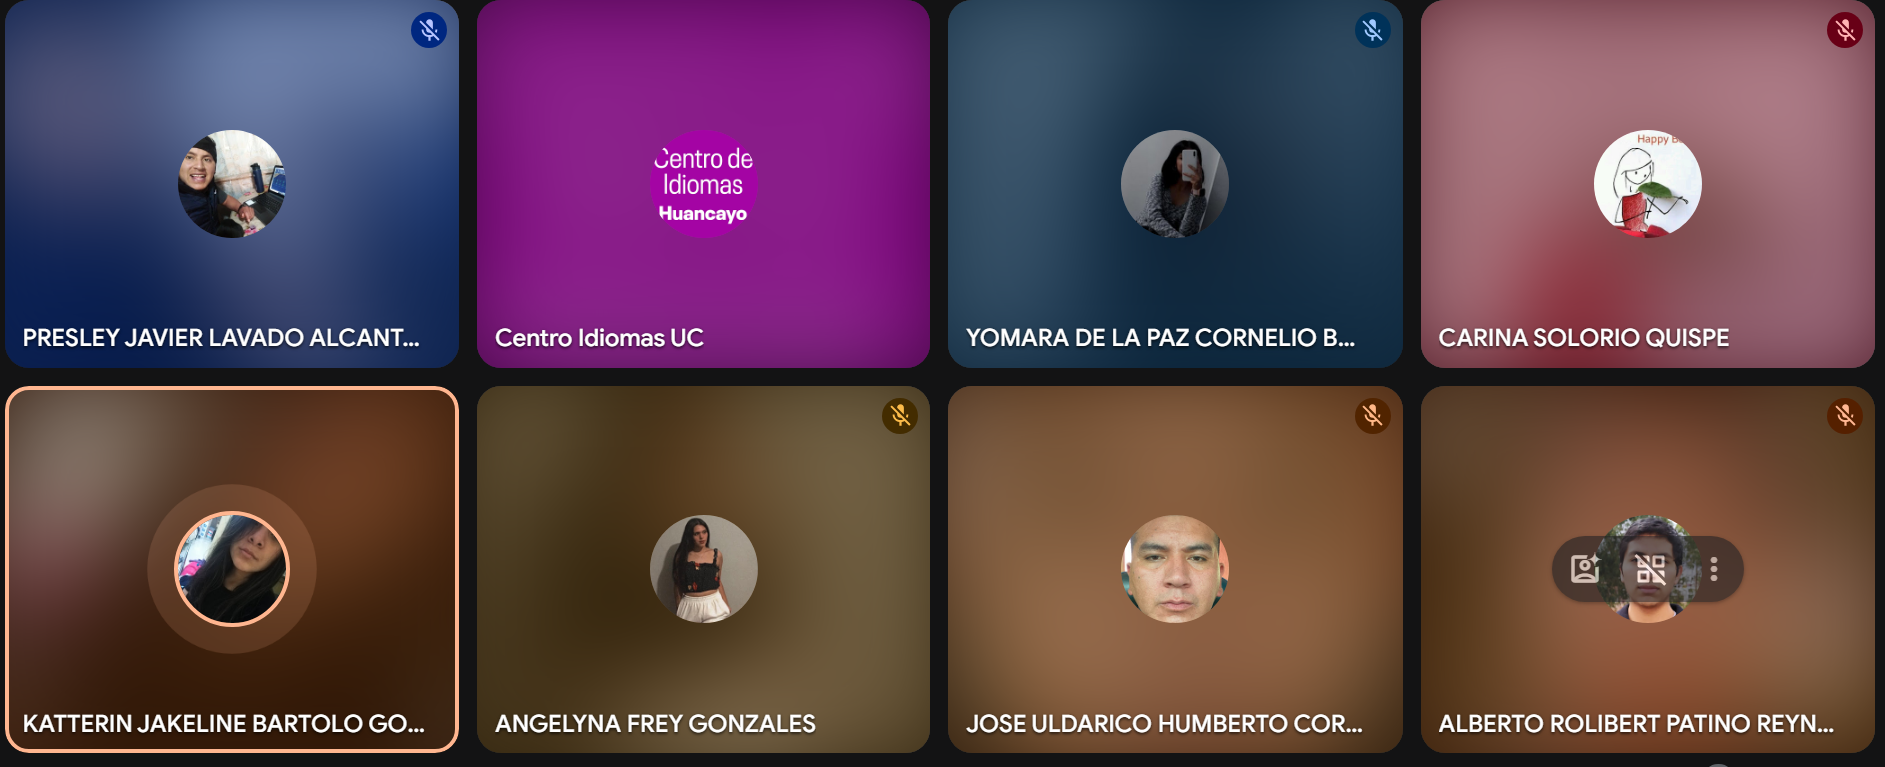 Centro de
Idiomas
Huancayo
Happy B
PRESLEY JAVIER LAVADO ALCANT...
Centro Idiomas UC
YOMARA DE LA PAZ CORNELIO B...
CARINA SOLORIO QUISPE
KATTERIN JAKELINE BARTOLO GO...
ANGELYNA FREY GONZALES
JOSE ULDARICO HUMBERTO COR...
ALBERTO ROLIBERT PATINO REYN...